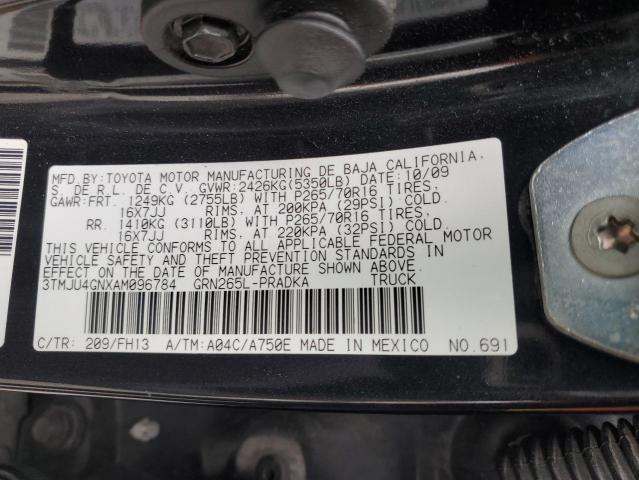 MFD.BY:TOYOTA MOTOR MANUFACTURING DE BAJA CALIFORNIA,
S. DE R.L. DE C.V. GVWR:2426KG(5350LB) DATE:10/09
GAWR:FRT. 1249KG (2755LB) WITH P265/70R16 TIRES,
16X7JJ RIMS, AT 200KPA (29PSI) COLD.
RR. 1410KG (3110LB) WITH P265/70R16 TIRES,
16X7JJ RIMS, AT 220KPA (32PSI) COLD.
THIS VEHICLE CONFORMS TO ALL APPLICABLE FEDERAL MOTOR
VEHICLE SAFETY AND THEFT PREVENTION STANDARDS IN
EFFECT ON THE DATE OF MANUFACTURE SHOWN ABOVE.
3TMJU4GNXAM096784 GRN265L-PRADKA TRUCK
C/TR: 209/FH13 A/TM:A04C/A750E MADE IN MEXICO NO.691